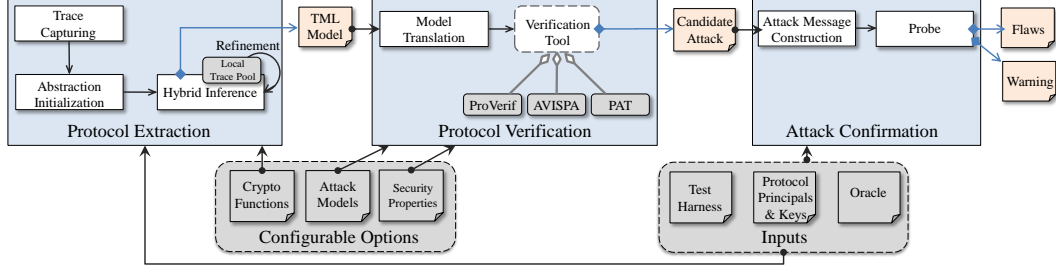 Trace
Capturing
Abstraction
Initialization
Refinement
Local
Trace Pool
Hybrid Inference
Protocol Extraction
TML
Model
Model
Translation
Verification
Tool
ProVerif
AVISPA
PAT
Protocol Verification
Candidate
Attack
Attack Message
Construction
Probe
Attack Confirmation
Flaws
Warning
Crypto
Functions
Attack
Models
Security
Properties
Configurable Options
Test
Harness
Protocol
Principals
& Keys
Oracle
Inputs